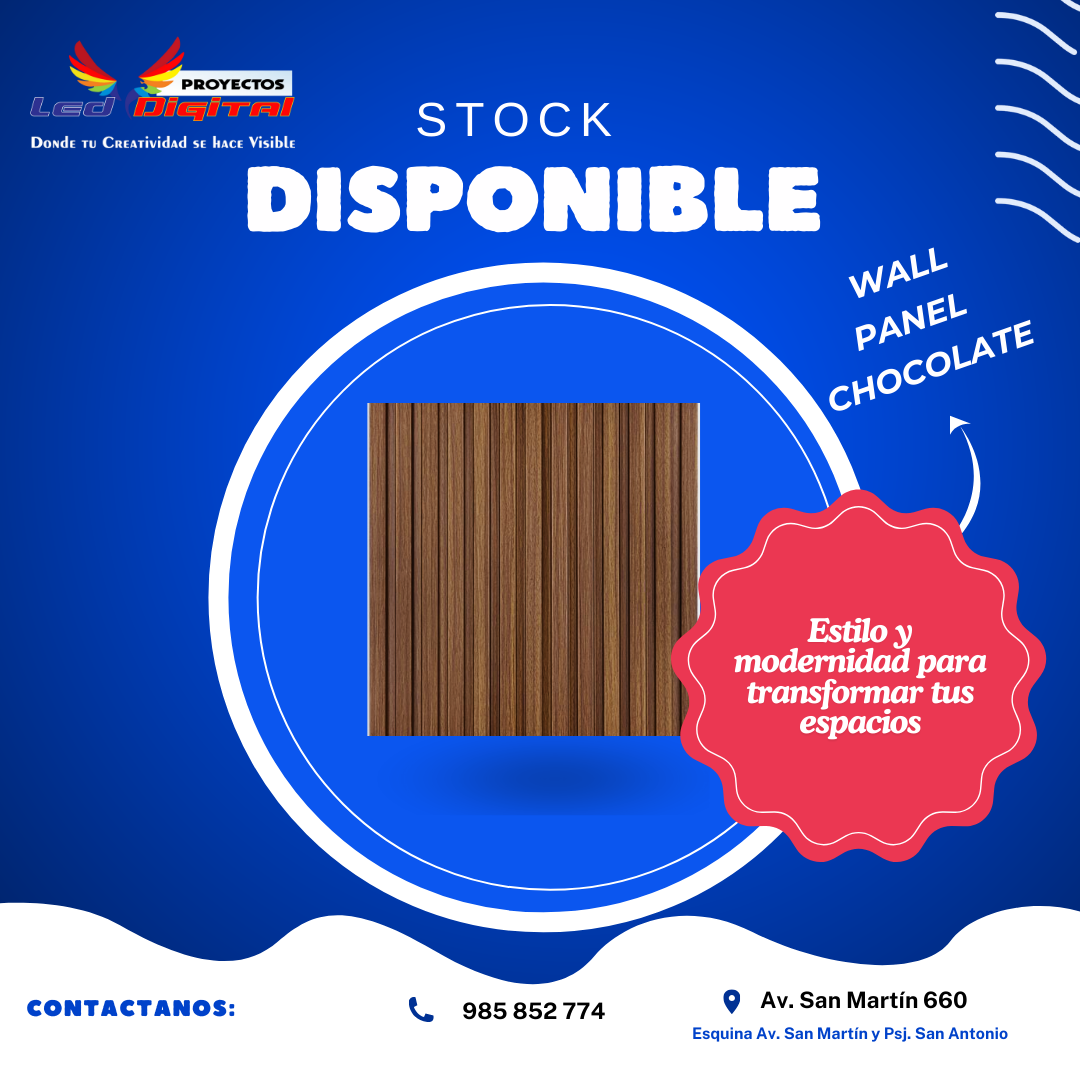 PROYECTOS
Led Digital
Donde tu Creatividad se hace Visible
STOCK
DISPONIBLE
WALL
PANEL
CHOCOLATE
Estilo y
modernidad para
transformar tus
espacios
CONTACTANOS:
985 852 774
Av. San Martín 660
Esquina Av. San Martín y Psj. San Antonio